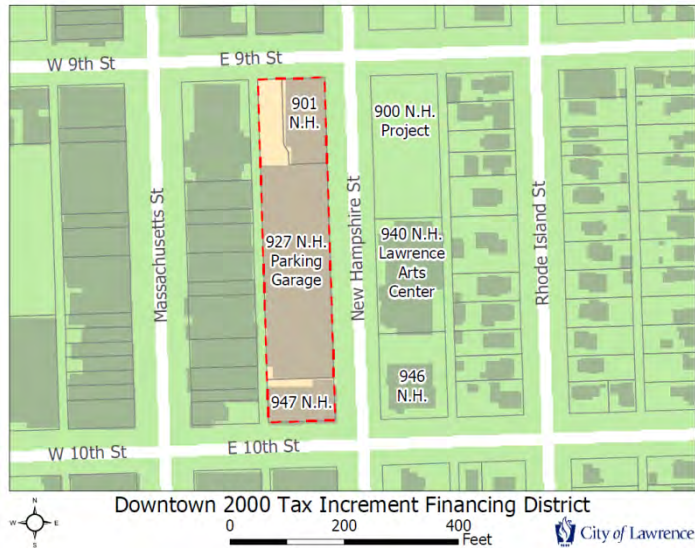 W 9th St
E 9th St
901
N.H.
900 N.H.
Project
Massachusetts St
New Hampshire St
Rhode Island St
927 N.H.
Parking
Garage
940 N.H.
Lawrence
Arts
Center
946
N.H.
947 N.H.
W 10th St
E 10th St
Downtown 2000 Tax Increment Financing District
N
W
E
S
0
200
400
Feet
City of Lawrence